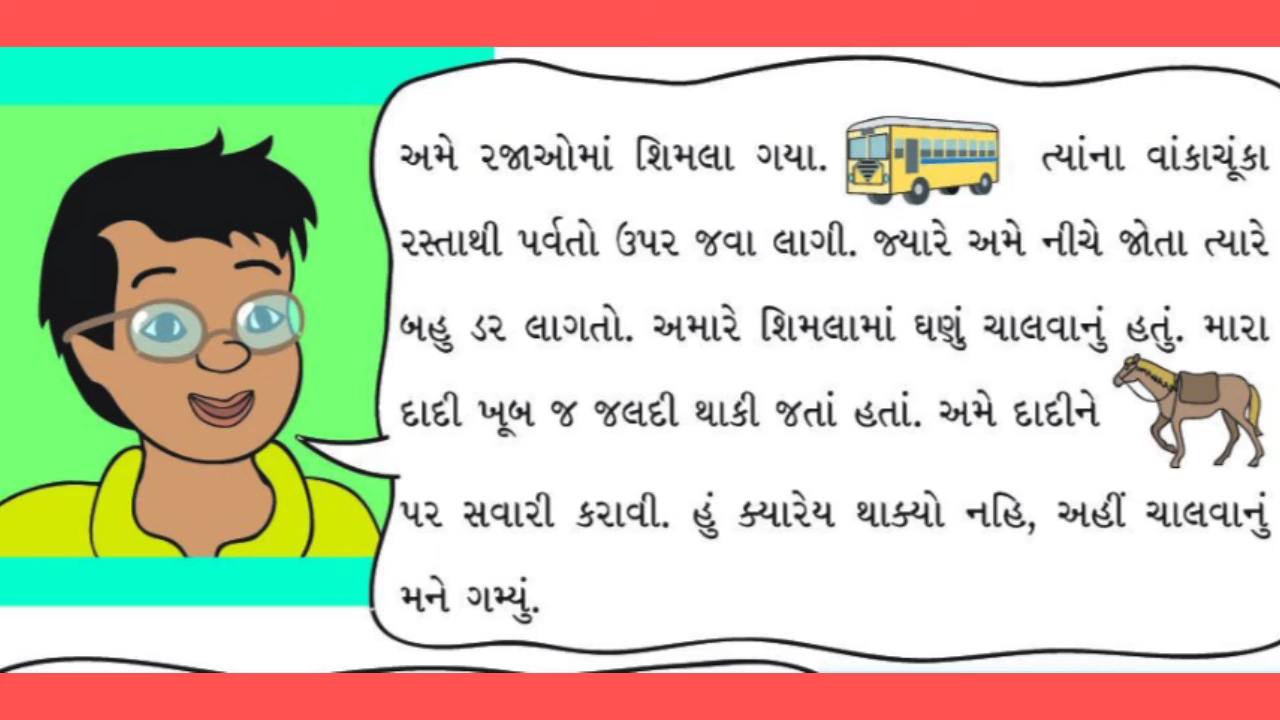 અમે રજાઓમાં શિમલા ગયા. ત્યાંના વાંકાચૂંકા
રસ્તાથી પર્વતો ઉપર જવા લાગી. જ્યારે અમે નીચે જોતા ત્યારે
બહુ ડર લાગતો. અમારે શિમલામાં ઘણું ચાલવાનું હતું. મારા
દાદી ખૂબ જ જલદી થાકી જતાં હતાં. અમે દાદીને
પર સવારી કરાવી. હું ક્યારેય થાક્યો નહિ, અહીં ચાલવાનું
મને ગમ્યું.